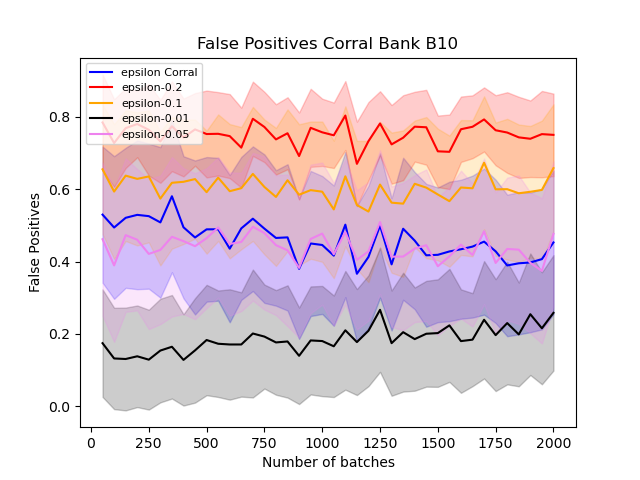 False Positives Corral Bank B10
epsilon Corral
epsilon-0.2
epsilon-0.1
epsilon-0.01
epsilon-0.05
False Positives
0.8
0.6
0.4
0.2
0.0
0 250 500 750 1000 1250 1500 1750 2000
Number of batches